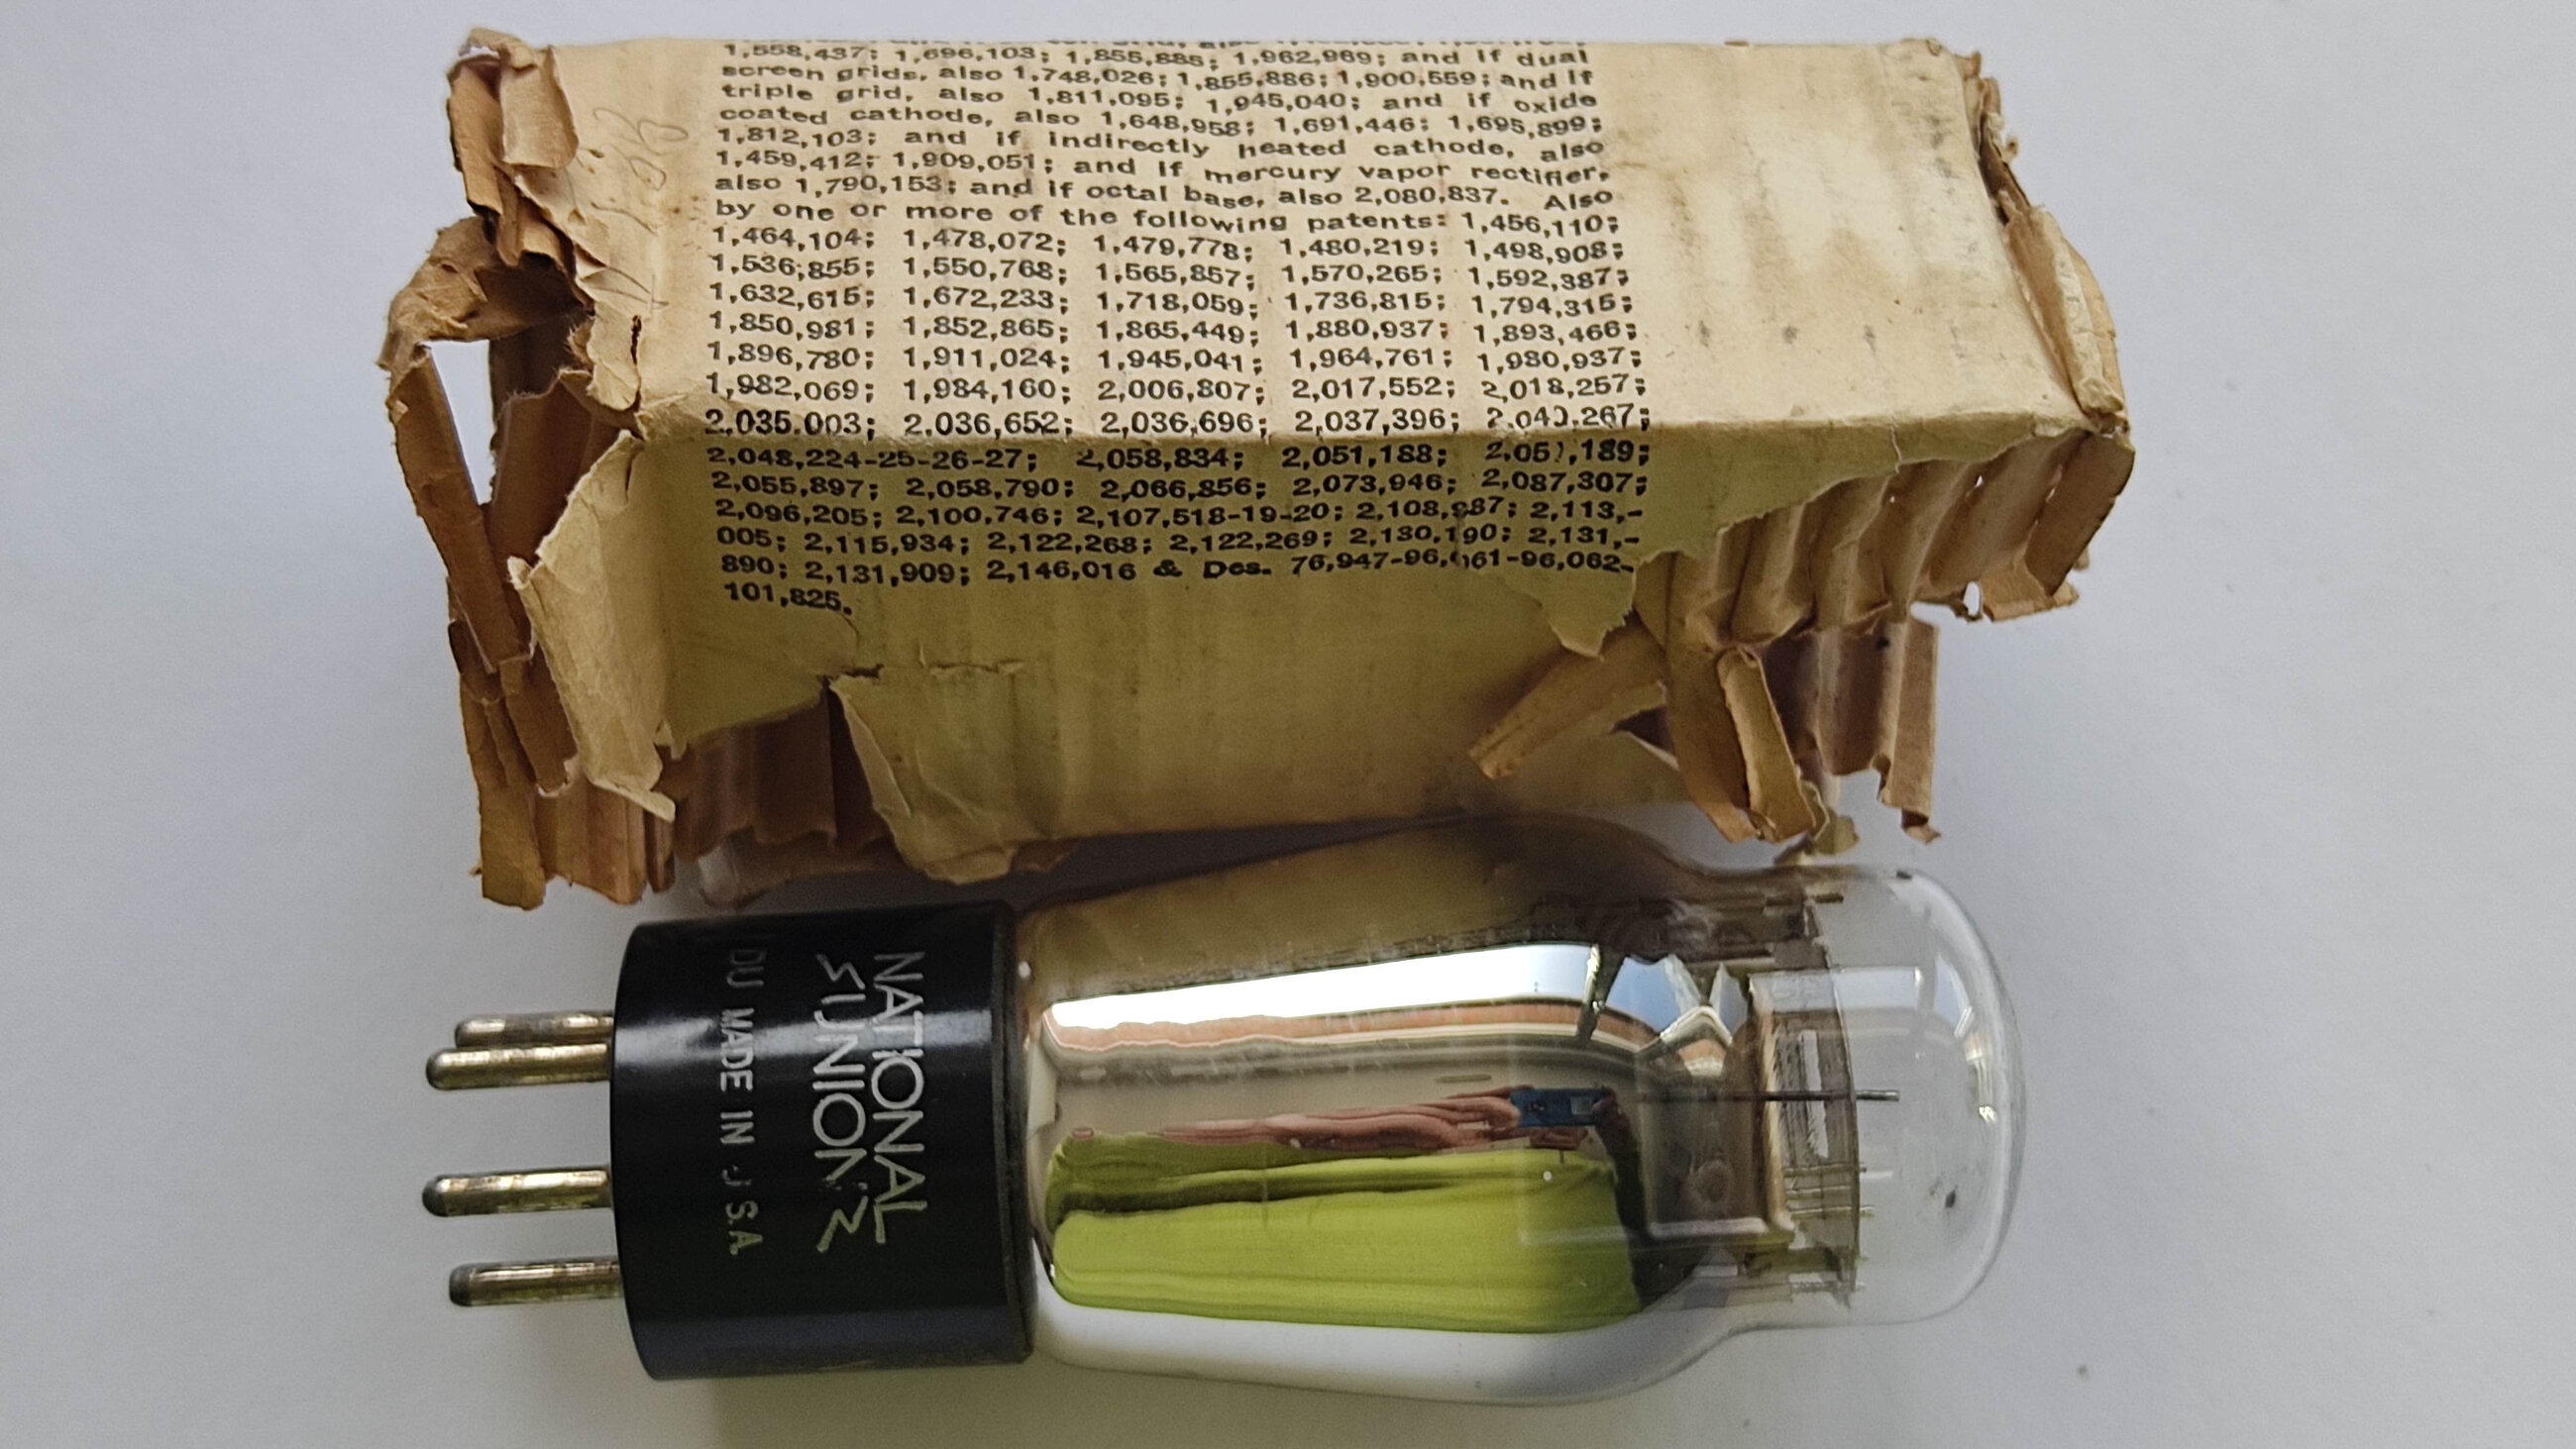 1,558,437; 1,696,103; 1,855,885; 1,962,969; and if dual
screen grids, also 1,748,026; 1,855,886; 1,900,559; and if
triple grid, also 1,811,095; 1,945,040; and if oxide
coated cathode, also 1,648,958; 1,691,446; 1,695,899;
1,812,103; and if indirectly heated cathode, also
1,459,412; 1,909,051; and if mercury vapor rectifier,
also 1,790,153; and if octal base, also 2,080,837. Also
by one or more of the following patents: 1,456,110;
1,464,104; 1,478,072; 1,479,778; 1,480,219; 1,498,908;
1,536,855; 1,550,768; 1,565,857; 1,570,265; 1,592,387;
1,632,615; 1,672,233; 1,718,059; 1,736,815; 1,794,315;
1,850,981; 1,852,865; 1,865,449; 1,880,937; 1,893,466;
1,896,780; 1,911,024; 1,945,041; 1,964,761; 1,980,937;
1,982,069; 1,984,160; 2,006,807; 2,017,552; 2,018,257;
2,035,003; 2,036,652; 2,036,696; 2,037,396;
2,048,224-25-26-27; 2,058,834; 2,051,188;
2,055,897; 2,058,790; 2,066,856; 2,073,946; 2,087,307;
2,096,205; 2,100,746; 2,107,518-19-20; 2,113,-
005; 2,115,934; 2,122,268; 2,122,269; 2,130,190; 2,131,-
890; 2,131,909; 2,146,016 & Des.
101,825.
NATIONAL
UNION
MADE IN U.S.A.